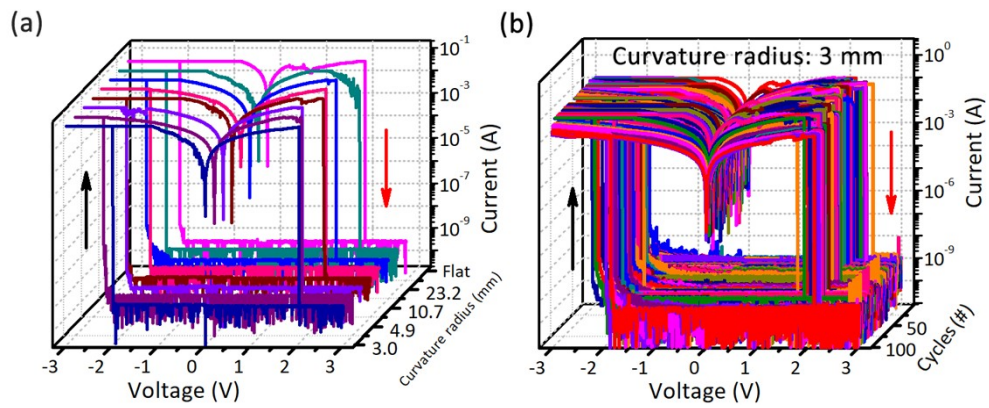 (a)
10⁻¹
10⁻³
10⁻⁵
10⁻⁷
10⁻⁹
Current (A)
Flat
23.2
10.7
4.9
3.0
Curvature radius (mm)
-3 -2 -1 0 1 2 3
Voltage (V)
(b)
Curvature radius: 3 mm
10⁰
10⁻³
10⁻⁶
10⁻⁹
Current (A)
50
100
Cycles (#)
-3 -2 -1 0 1 2 3
Voltage (V)